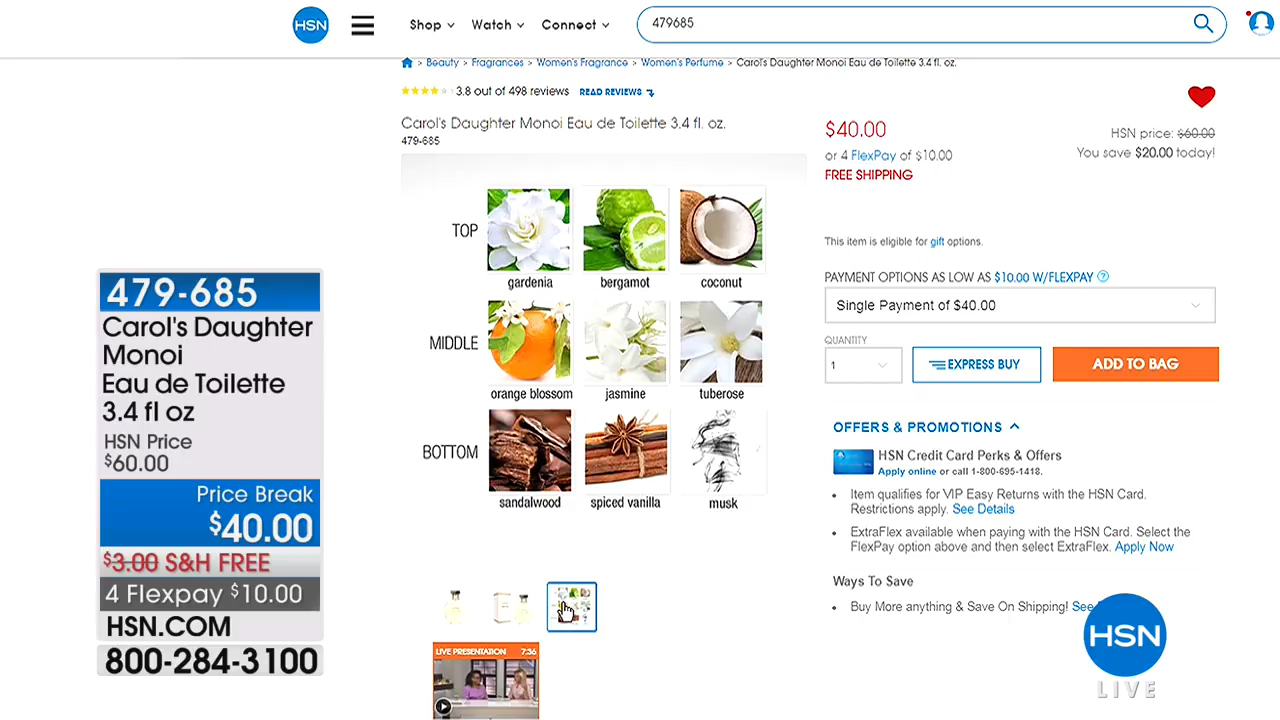 HSN
Shop
Watch
Connect
479685
> Beauty > Fragrances > Women's Fragrance > Women's Perfume > Carol's Daughter Monoi Eau de Toilette 3.4 fl. oz.
3.8 out of 498 reviews READ REVIEWS
Carol's Daughter Monoi Eau de Toilette 3.4 fl. oz.
479-685
TOP
gardenia
bergamot
coconut
MIDDLE
orange blossom
jasmine
tuberose
BOTTOM
sandalwood
spiced vanilla
musk
LIVE PRESENTATION 7:36
$40.00
HSN price: $60.00
or 4 FlexPay of $10.00
You save $20.00 today!
FREE SHIPPING
This item is eligible for gift options.
PAYMENT OPTIONS AS LOW AS $10.00 W/FLEXPAY ?
Single Payment of $40.00
QUANTITY
1
EXPRESS BUY
ADD TO BAG
OFFERS & PROMOTIONS
HSN Credit Card Perks & Offers
Apply online or call 1-800-695-1418.
• Item qualifies for VIP Easy Returns with the HSN Card.
Restrictions apply. See Details
• ExtraFlex available when paying with the HSN Card. Select the
FlexPay option above and then select ExtraFlex. Apply Now
Ways To Save
• Buy More anything & Save On Shipping! See
479-685
Carol's Daughter
Monoi
Eau de Toilette
3.4 fl oz
HSN Price
$60.00
Price Break
$40.00
$3.00 S&H FREE
4 Flexpay $10.00
HSN.COM
800-284-3100
HSN
LIVE